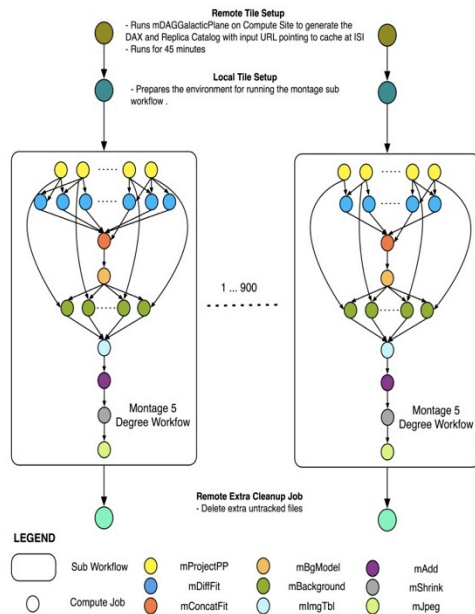 Remote Tile Setup
- Runs mDAGGalacticPlane on Compute Site to generate the
DAX and Replica Catalog with input URL pointing to cache at ISI
- Runs for 45 minutes
Local Tile Setup
- Prepares the environment for running the montage sub
workflow .
1 ... 900
Montage 5
Degree Workfow
Montage 5
Degree Workfow
Remote Extra Cleanup Job
- Delete extra untracked files
LEGEND
Sub Workflow
mProjectPP
mBgModel
mAdd
mDiffFit
mBackground
mShrink
Compute Job
mConcatFit
mImgTbl
mJpeg